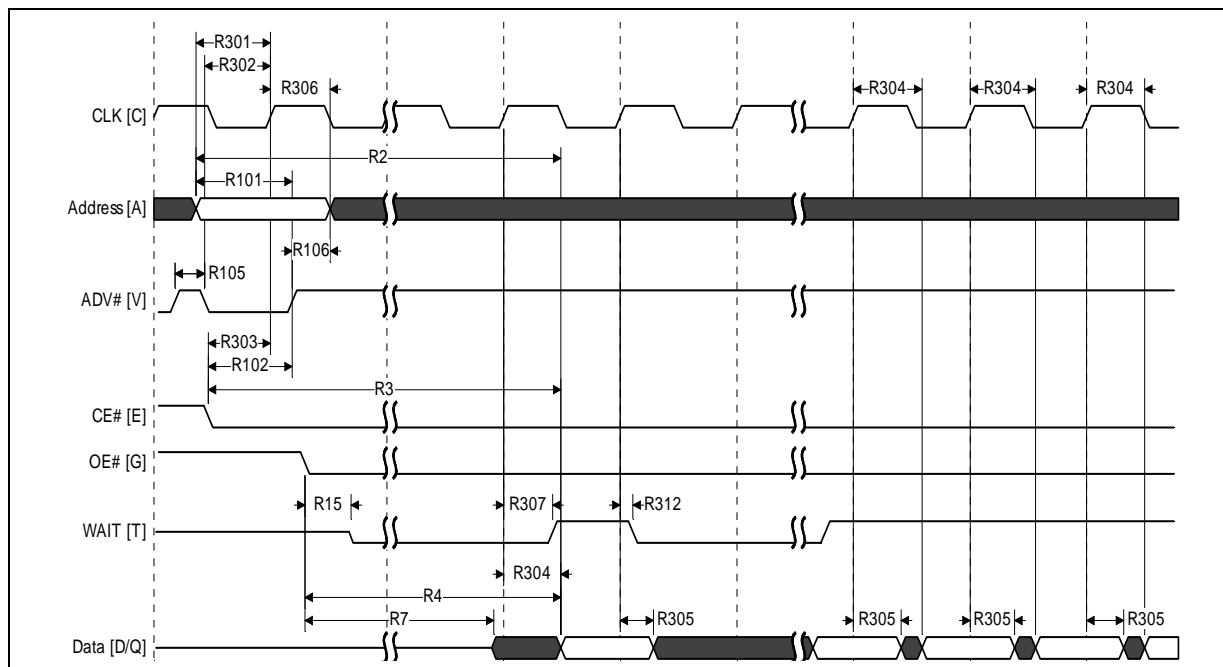 R301
R302
R306
R304
R304
R304
CLK [C]
R2
R101
Address [A]
R106
R105
ADV# [V]
R303
R102
R3
CE# [E]
OE# [G]
R15
R307
R312
WAIT [T]
R304
R4
R7
R305
R305
R305
R305
Data [D/Q]